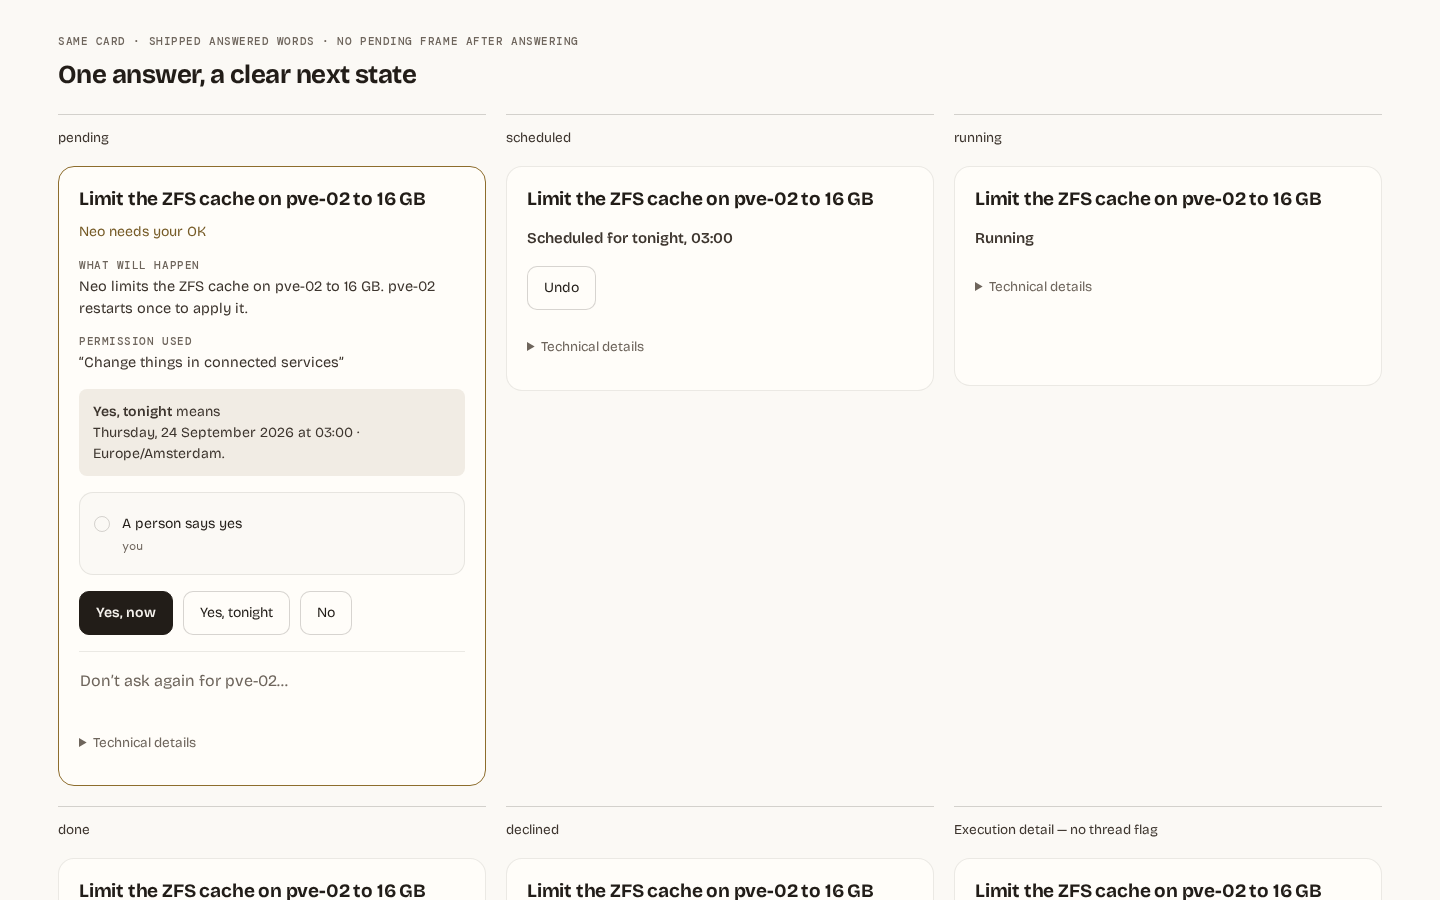 SAME CARD · SHIPPED ANSWERED WORDS · NO PENDING FRAME AFTER ANSWERING
One answer, a clear next state
pending
Limit the ZFS cache on pve-02 to 16 GB
Neo needs your OK
WHAT WILL HAPPEN
Neo limits the ZFS cache on pve-02 to 16 GB. pve-02
restarts once to apply it.
PERMISSION USED
“Change things in connected services”
Yes, tonight means
Thursday, 24 September 2026 at 03:00 ·
Europe/Amsterdam.
A person says yes
you
Yes, now
Yes, tonight
No
Don’t ask again for pve-02...
Technical details
scheduled
Limit the ZFS cache on pve-02 to 16 GB
Scheduled for tonight, 03:00
Undo
Technical details
running
Limit the ZFS cache on pve-02 to 16 GB
Running
Technical details
done
Limit the ZFS cache on pve-02 to 16 GB
declined
Limit the ZFS cache on pve-02 to 16 GB
Execution detail — no thread flag
Limit the ZFS cache on pve-02 to 16 GB